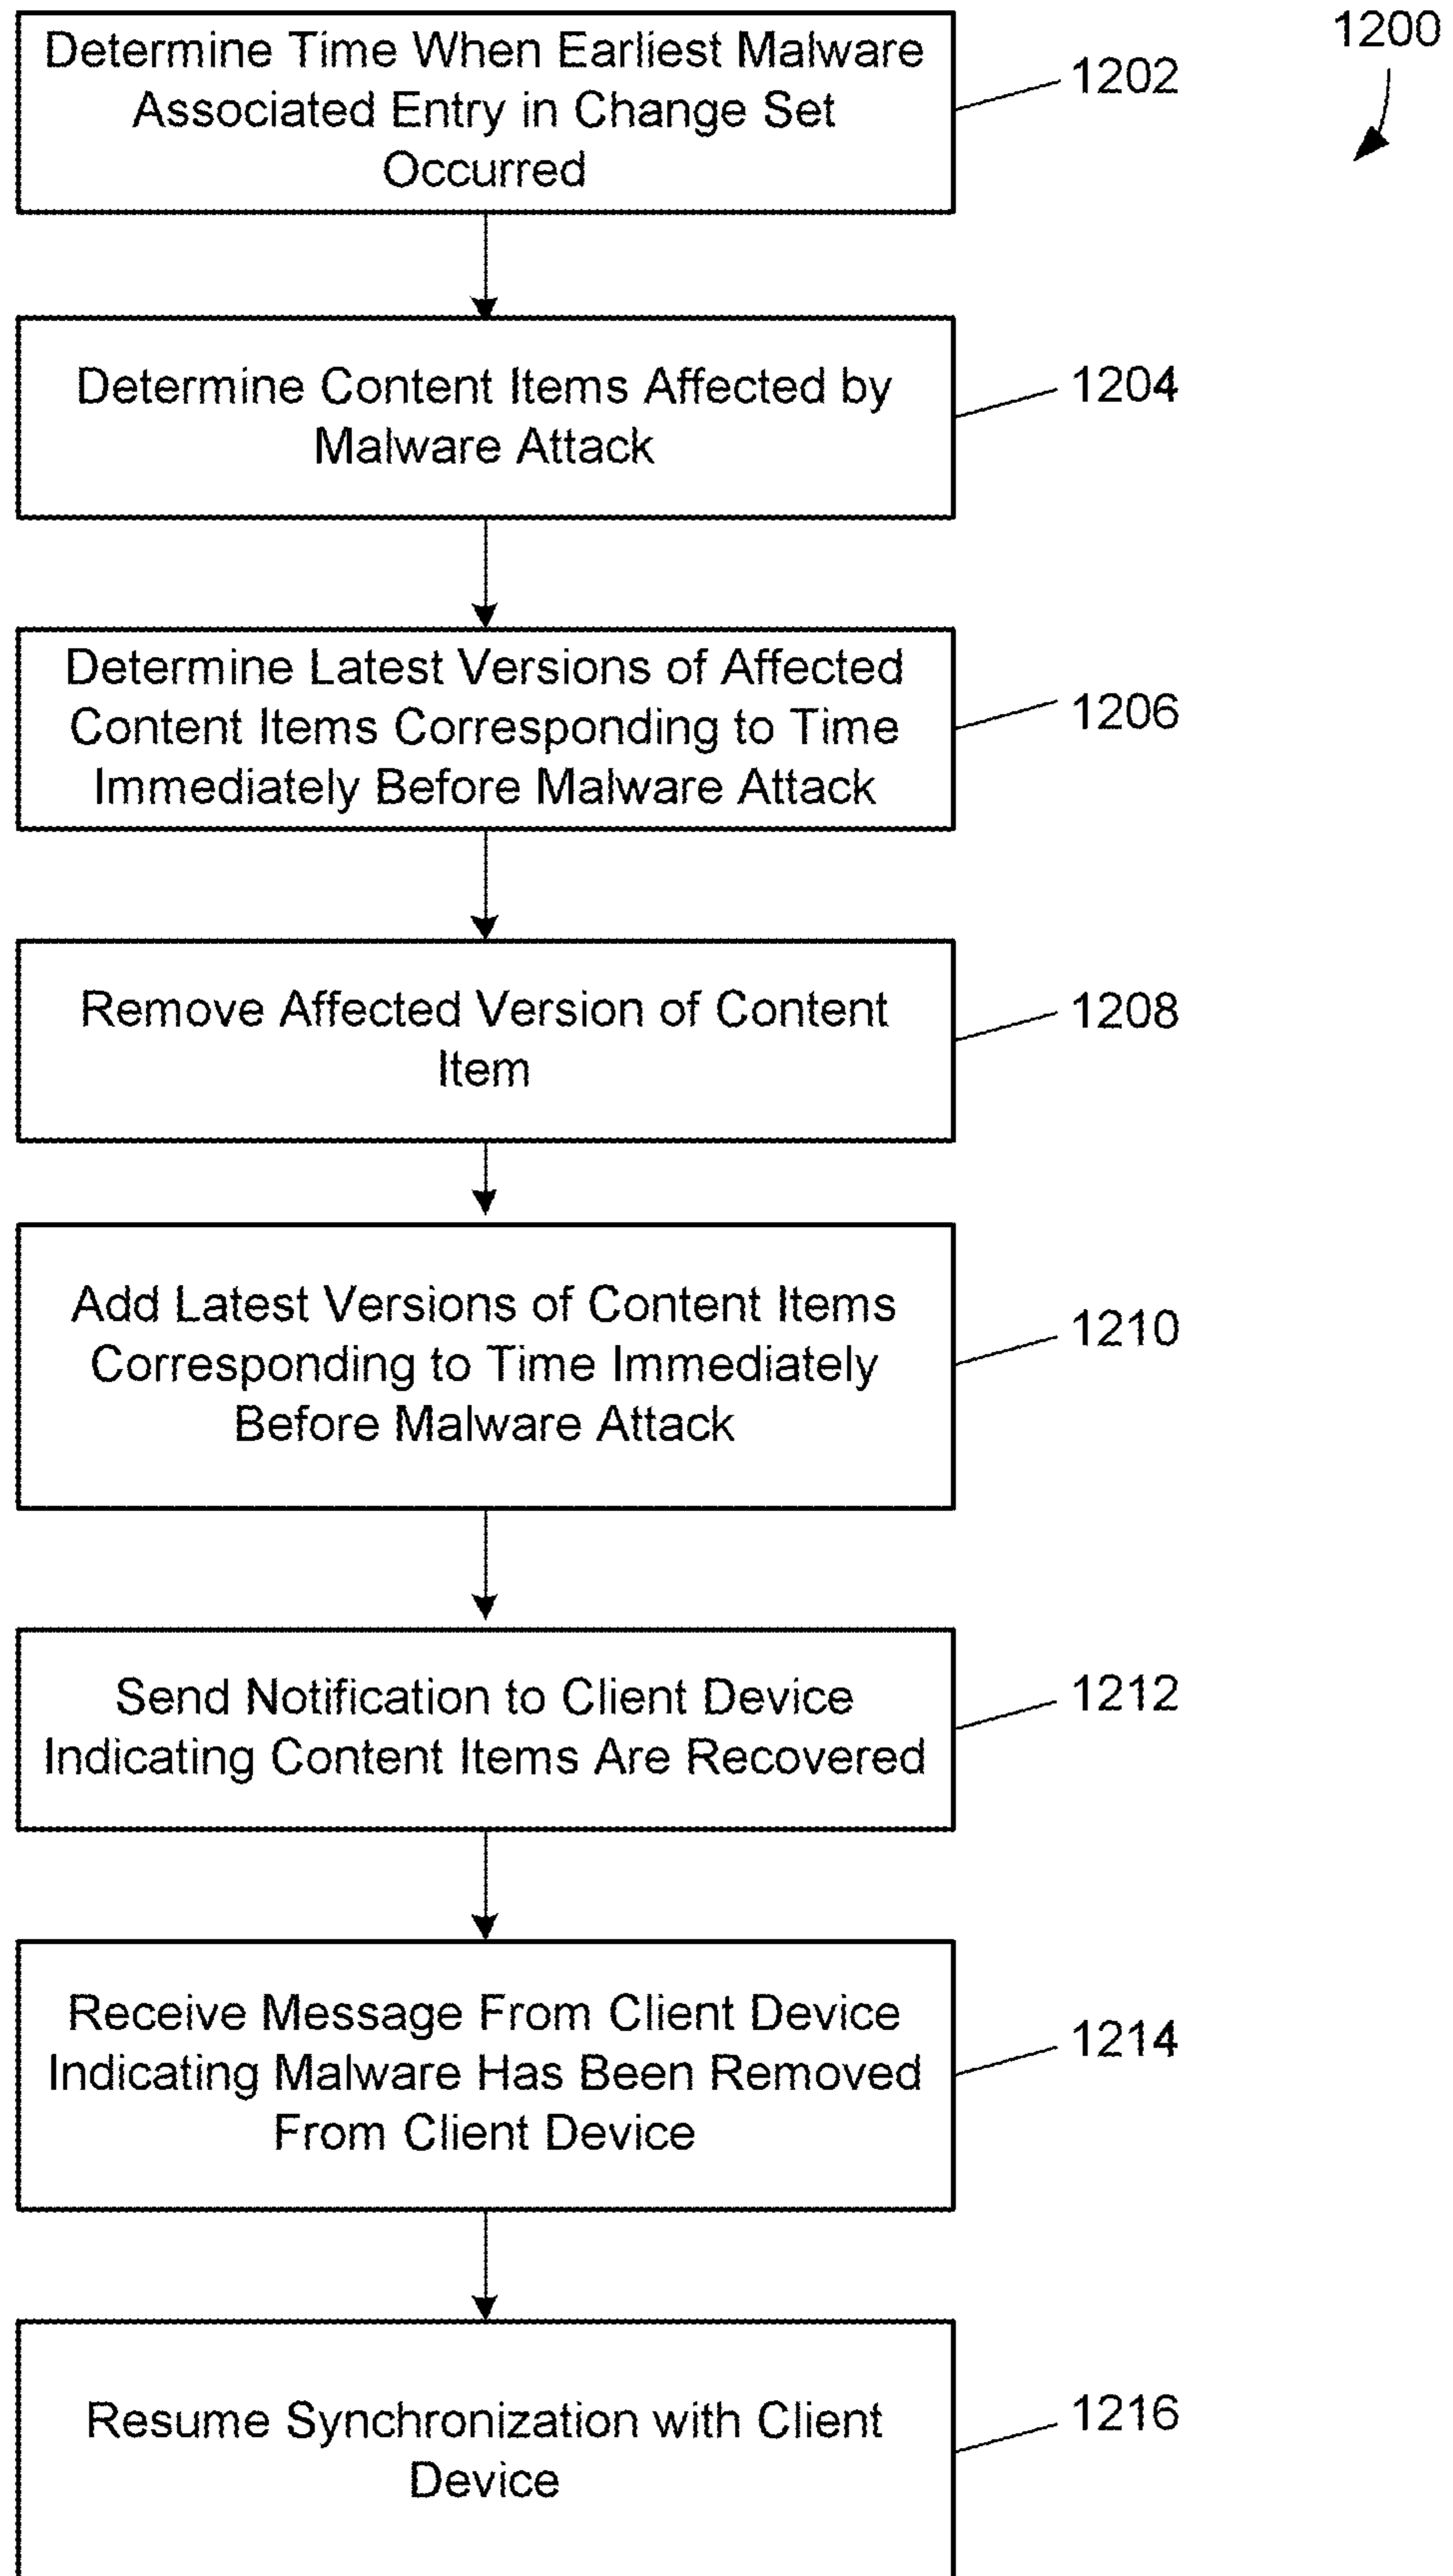 1200
Determine Time When Earliest Malware
Associated Entry in Change Set
Occurred
1202
Determine Content Items Affected by
Malware Attack
1204
Determine Latest Versions of Affected
Content Items Corresponding to Time
Immediately Before Malware Attack
1206
Remove Affected Version of Content
Item
1208
Add Latest Versions of Content Items
Corresponding to Time Immediately
Before Malware Attack
1210
Send Notification to Client Device
Indicating Content Items Are Recovered
1212
Receive Message From Client Device
Indicating Malware Has Been Removed
From Client Device
1214
Resume Synchronization with Client
Device
1216